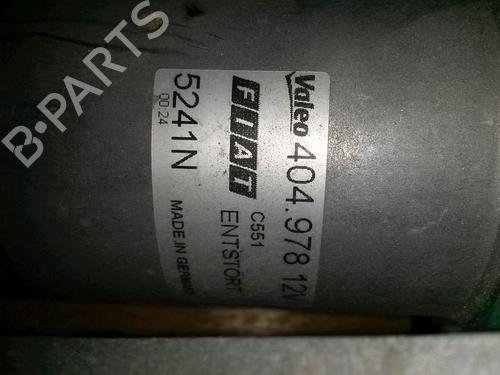 Valeo 404.978 12V
FIAT C551 ENTSTÖRT
5241N MADE.IN GERMANY
00 24
B-PARTS